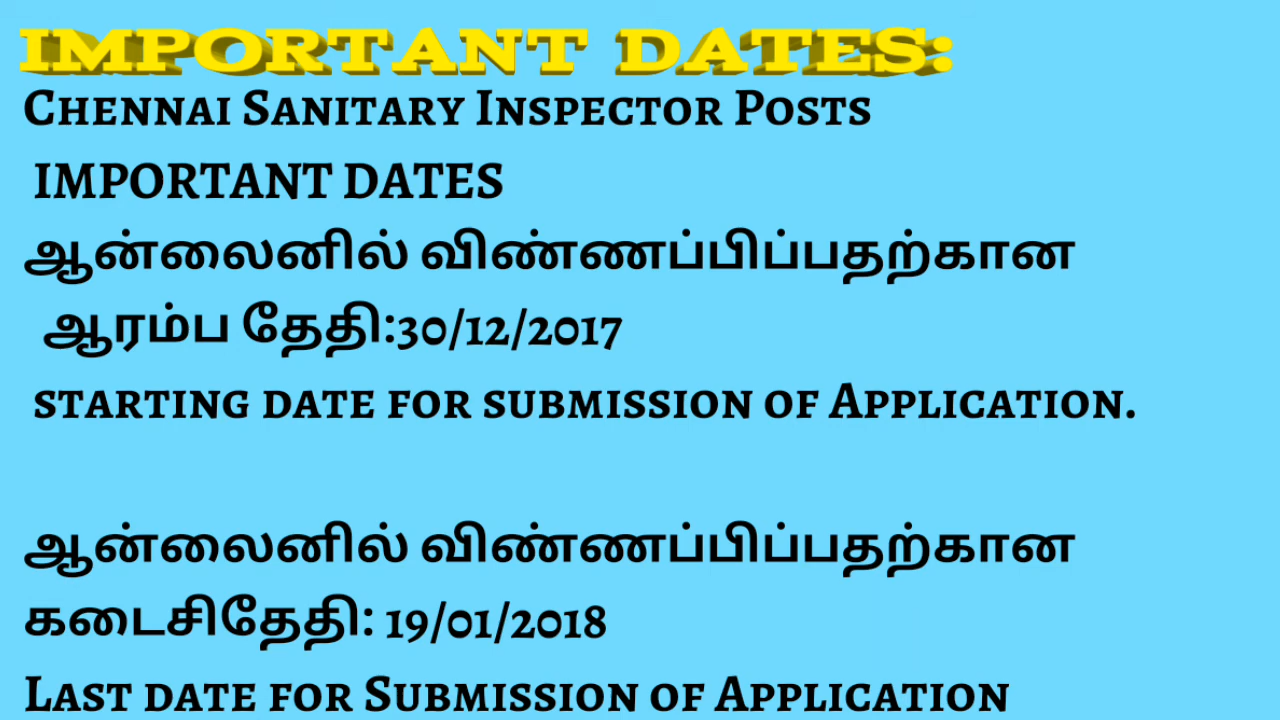 IMPORTANT DATES:
Chennai Sanitary Inspector Posts
IMPORTANT DATES
ஆன்லைனில் விண்ணப்பிப்பதற்கான
ஆரம்ப தேதி:30/12/2017
starting date for submission of Application.
ஆன்லைனில் விண்ணப்பிப்பதற்கான
கடைசிதேதி: 19/01/2018
Last date for Submission of Application